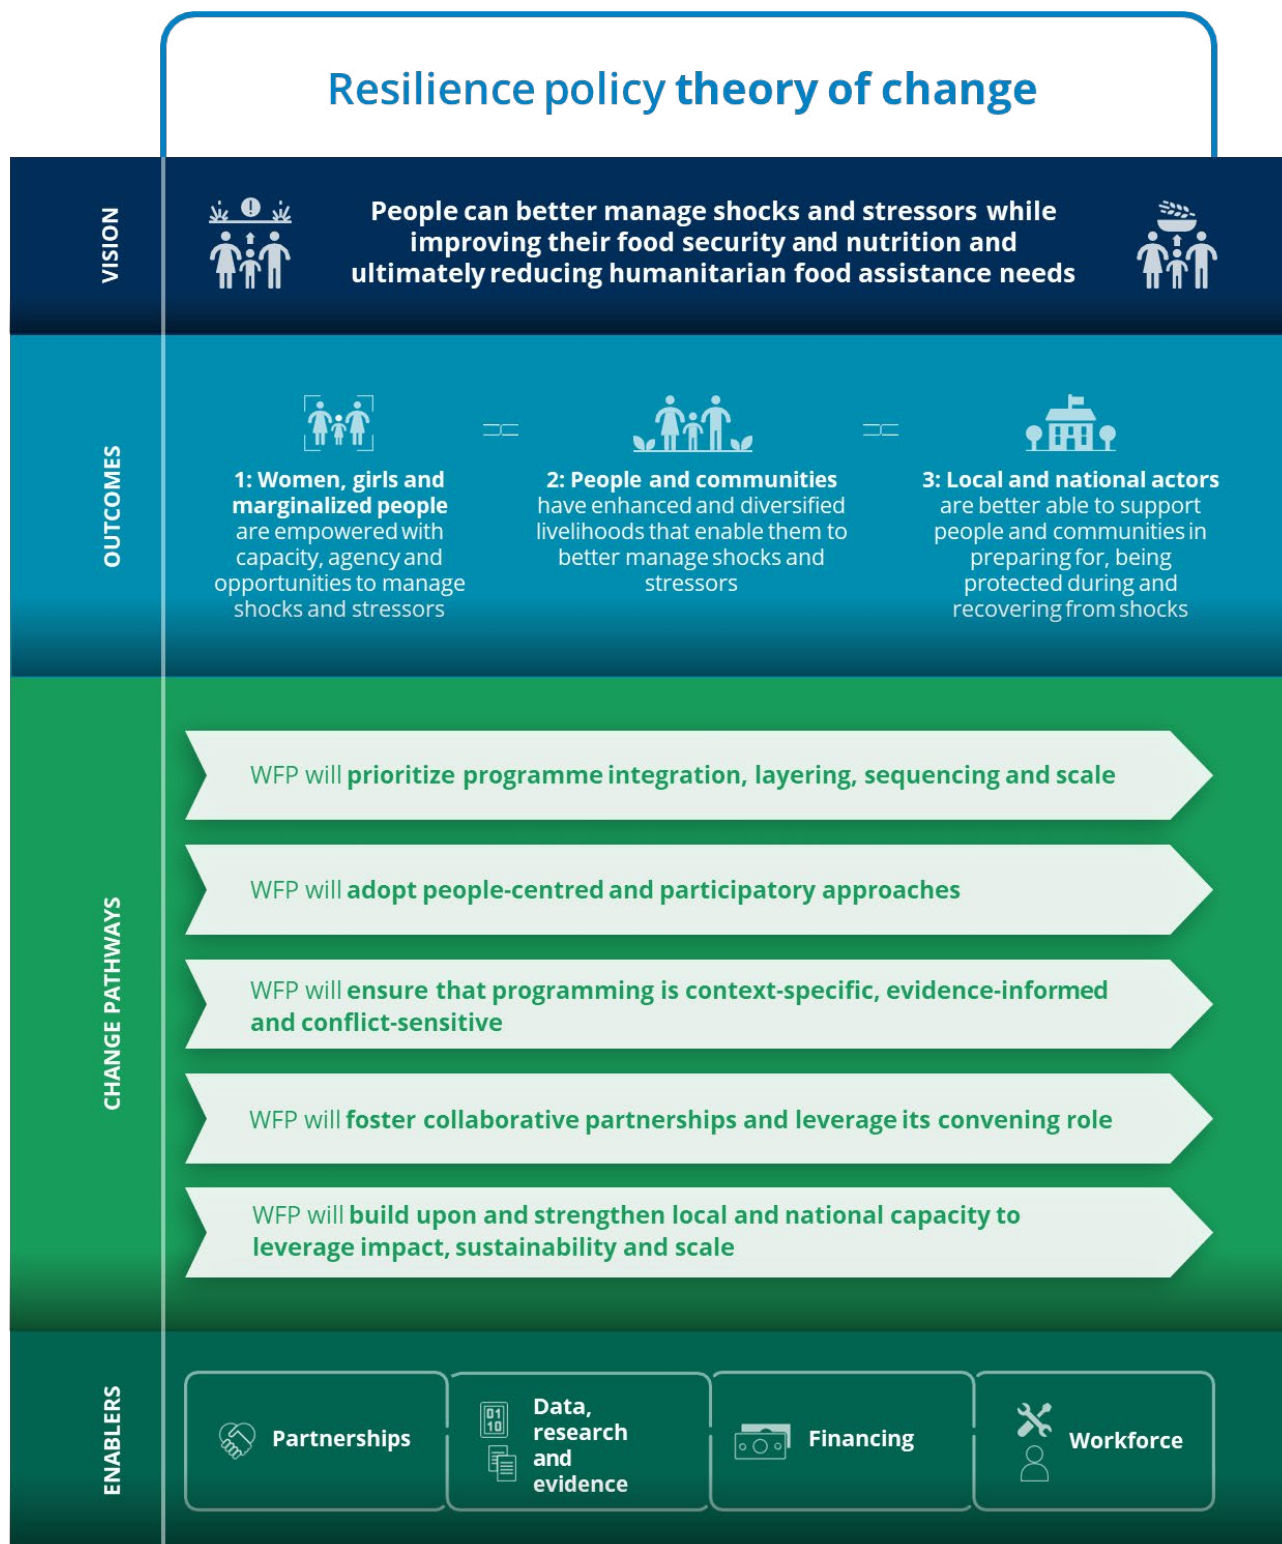 Resilience policy theory of change
VISION
People can better manage shocks and stressors while
improving their food security and nutrition and
ultimately reducing humanitarian food assistance needs
OUTCOMES
1: Women, girls and
marginalized people
are empowered with
capacity, agency and
opportunities to manage
shocks and stressors
2: People and communities
have enhanced and diversified
livelihoods that enable them to
better manage shocks and
stressors
3: Local and national actors
are better able to support
people and communities in
preparing for, being
protected during and
recovering from shocks
CHANGE PATHWAYS
WFP will prioritize programme integration, layering, sequencing and scale
WFP will adopt people-centred and participatory approaches
WFP will ensure that programming is context-specific, evidence-informed
and conflict-sensitive
WFP will foster collaborative partnerships and leverage its convening role
WFP will build upon and strengthen local and national capacity to
leverage impact, sustainability and scale
ENABLERS
Partnerships
01
10
Data,
research
and
evidence
Financing
Workforce